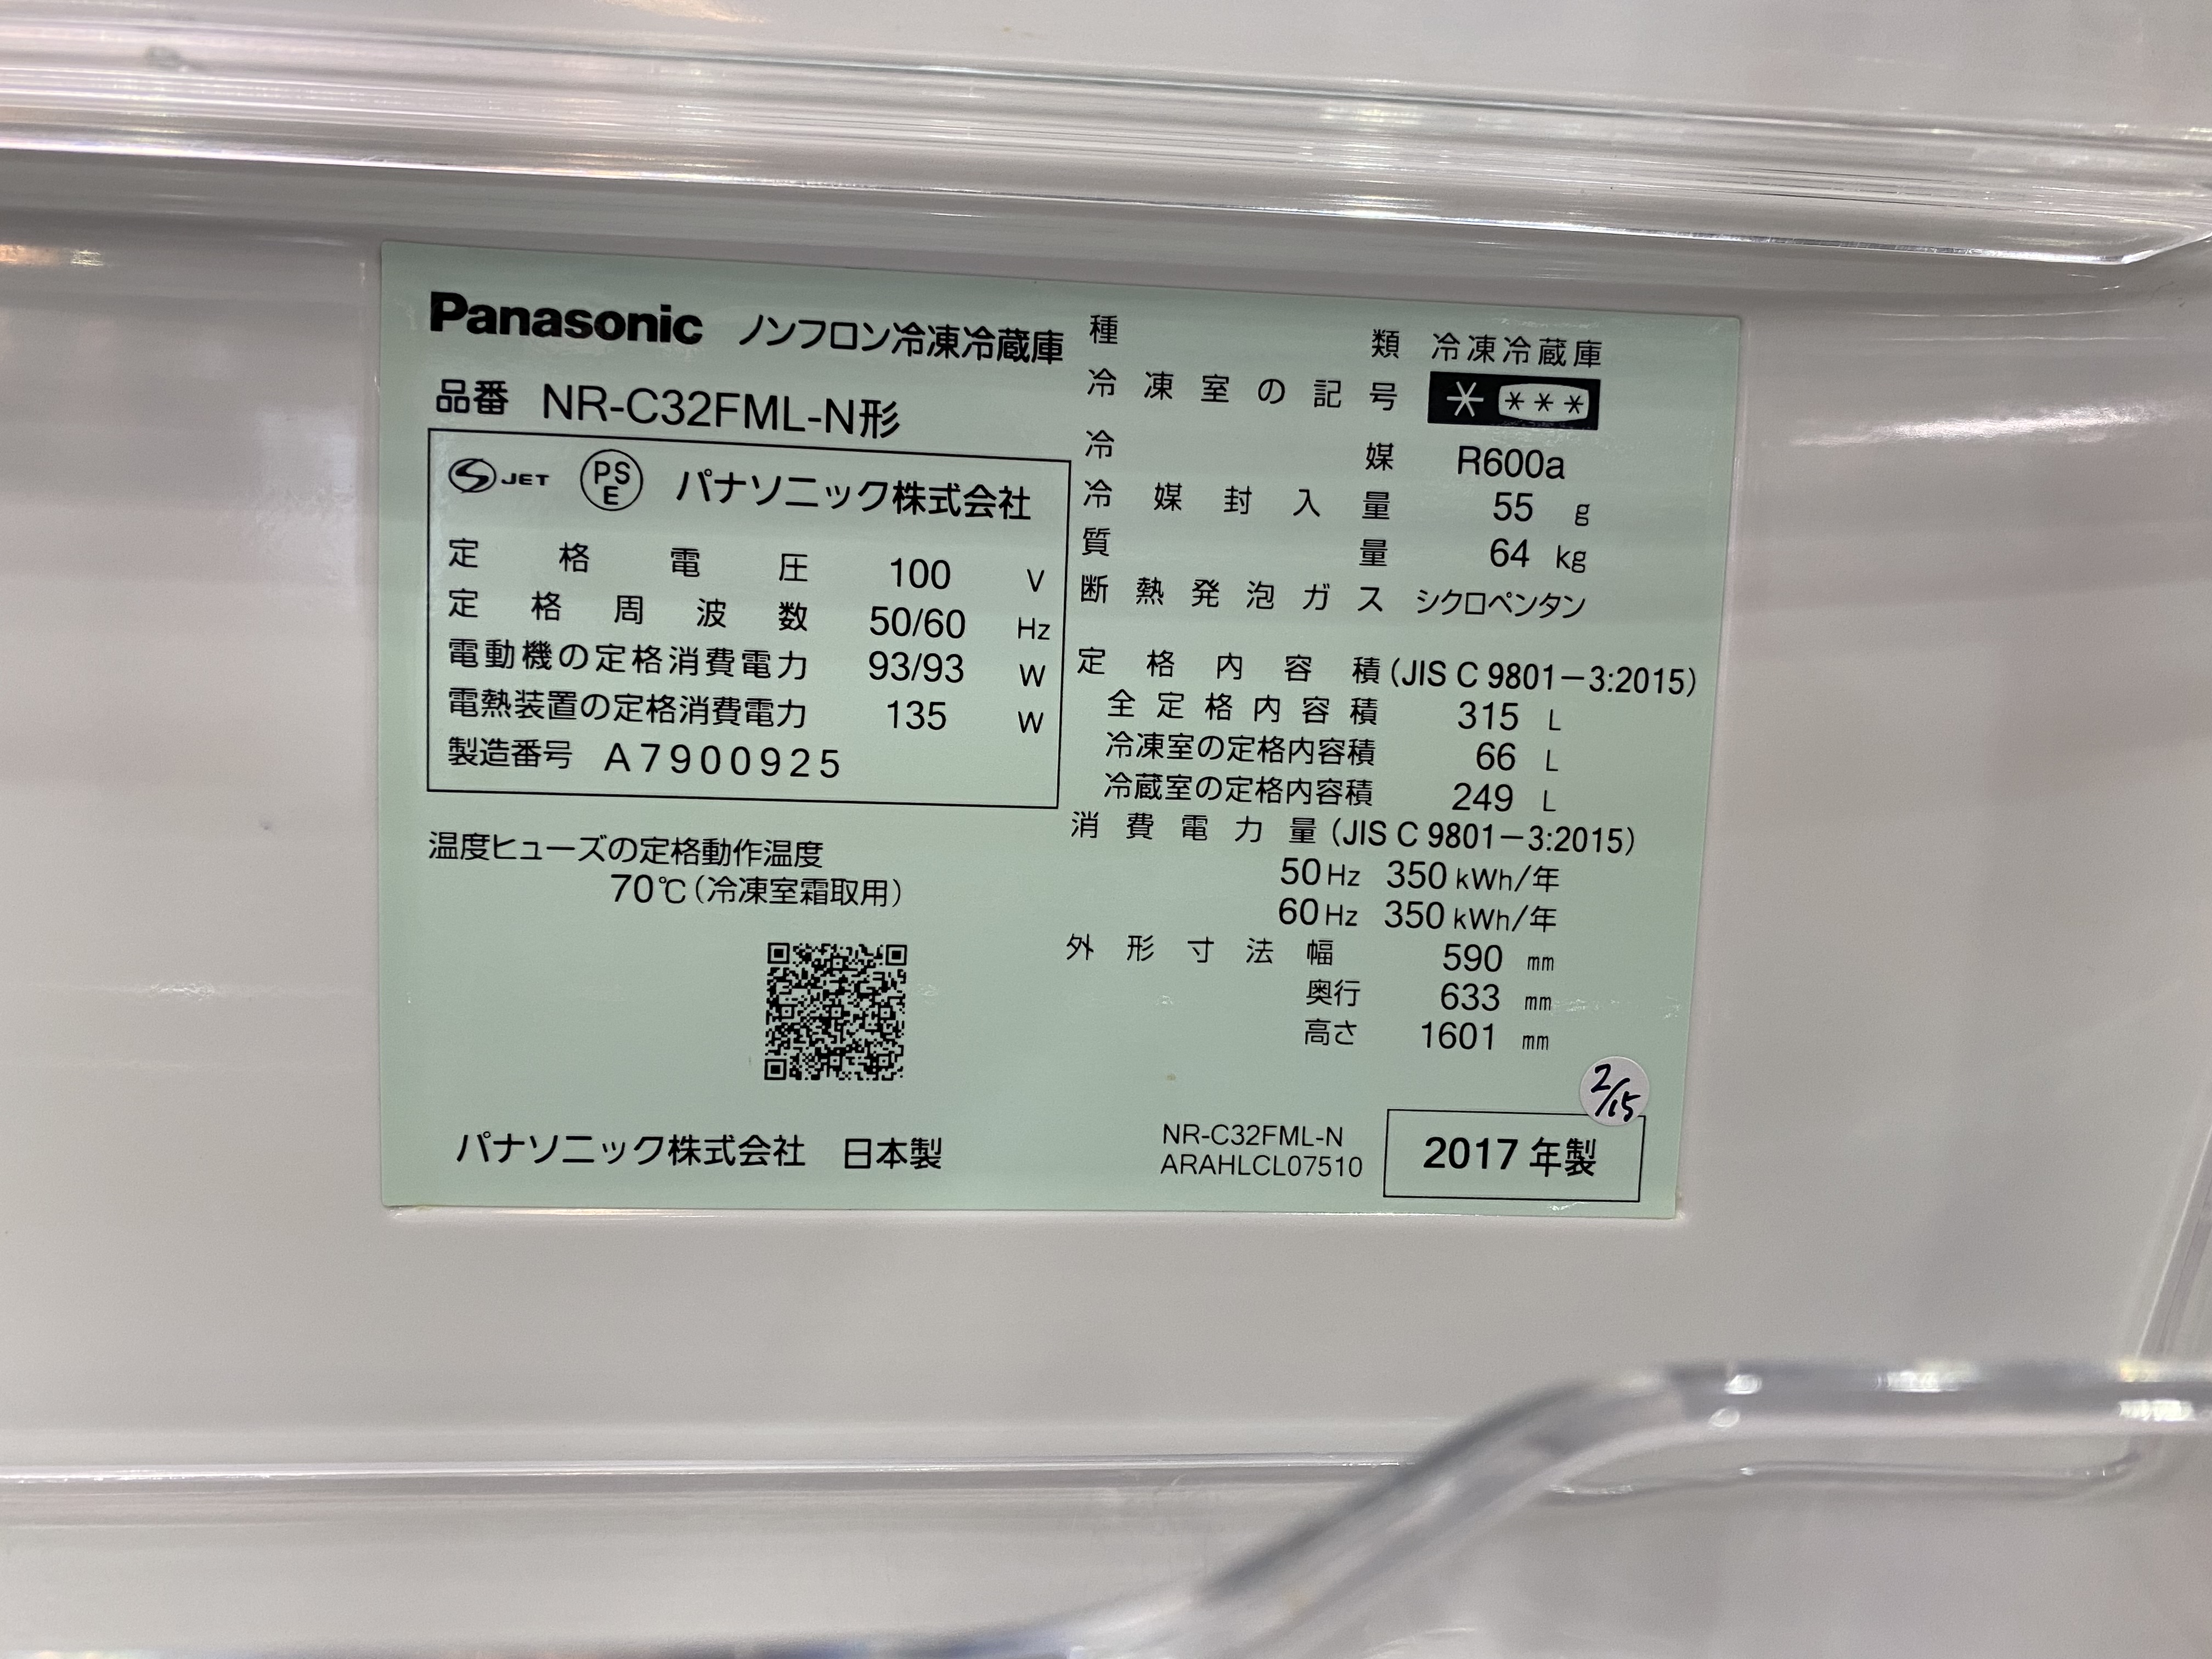 Panasonic ノンフロン冷凍冷蔵庫
品番 NR-C32FML-N形
JET PSE パナソニック株式会社
定格電圧 100 V
定格周波数 50/60 Hz
電動機の定格消費電力 93/93 W
電熱装置の定格消費電力 135 W
製造番号 A7900925
温度ヒューズの定格動作温度
70℃(冷凍室霜取用)
パナソニック株式会社 日本製
種類 冷凍冷蔵庫
冷凍室の記号 * ***
冷媒 R600a
冷媒封入量 55 g
質量 64 kg
断熱発泡ガス シクロペンタン
定格内容積(JIS C 9801-3:2015)
全定格内容積 315 L
冷凍室の定格内容積 66 L
冷蔵室の定格内容積 249 L
消費電力量(JIS C 9801-3:2015)
50Hz 350kWh/年
60Hz 350kWh/年
外形寸法幅 590 mm
奥行 633 mm
高さ 1601 mm
2/15
NR-C32FML-N
ARAHLCL07510
2017年製